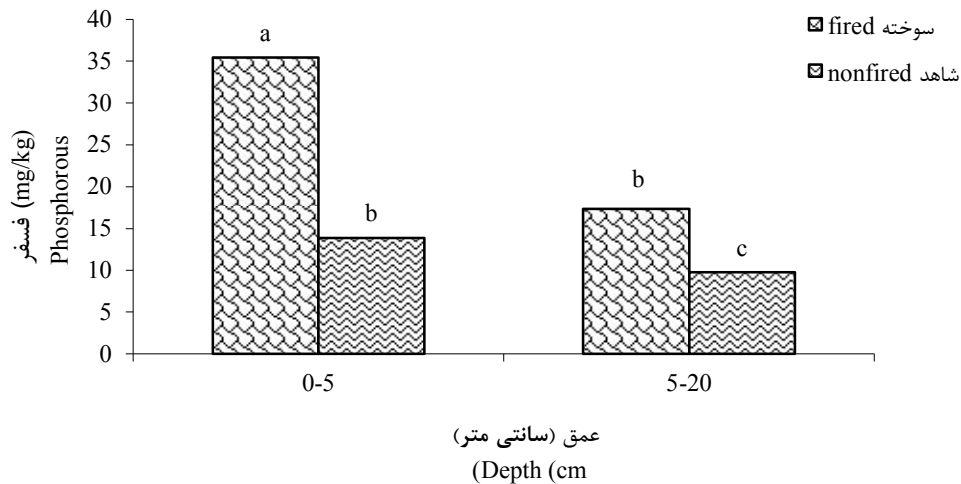 فسفر (mg/kg)
Phosphorous
40
35
30
25
20
15
10
5
0
a
b
b
c
0-5
5-20
عمق (سانتی متر)
(Depth (cm
سوخته fired
شاهد nonfired